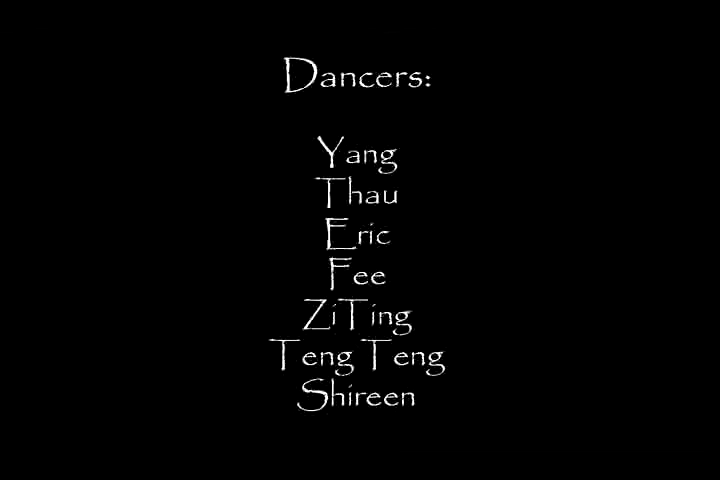 Dancers:
Yang
Thau
Eric
Fee
ZiTing
Teng Teng
Shireen